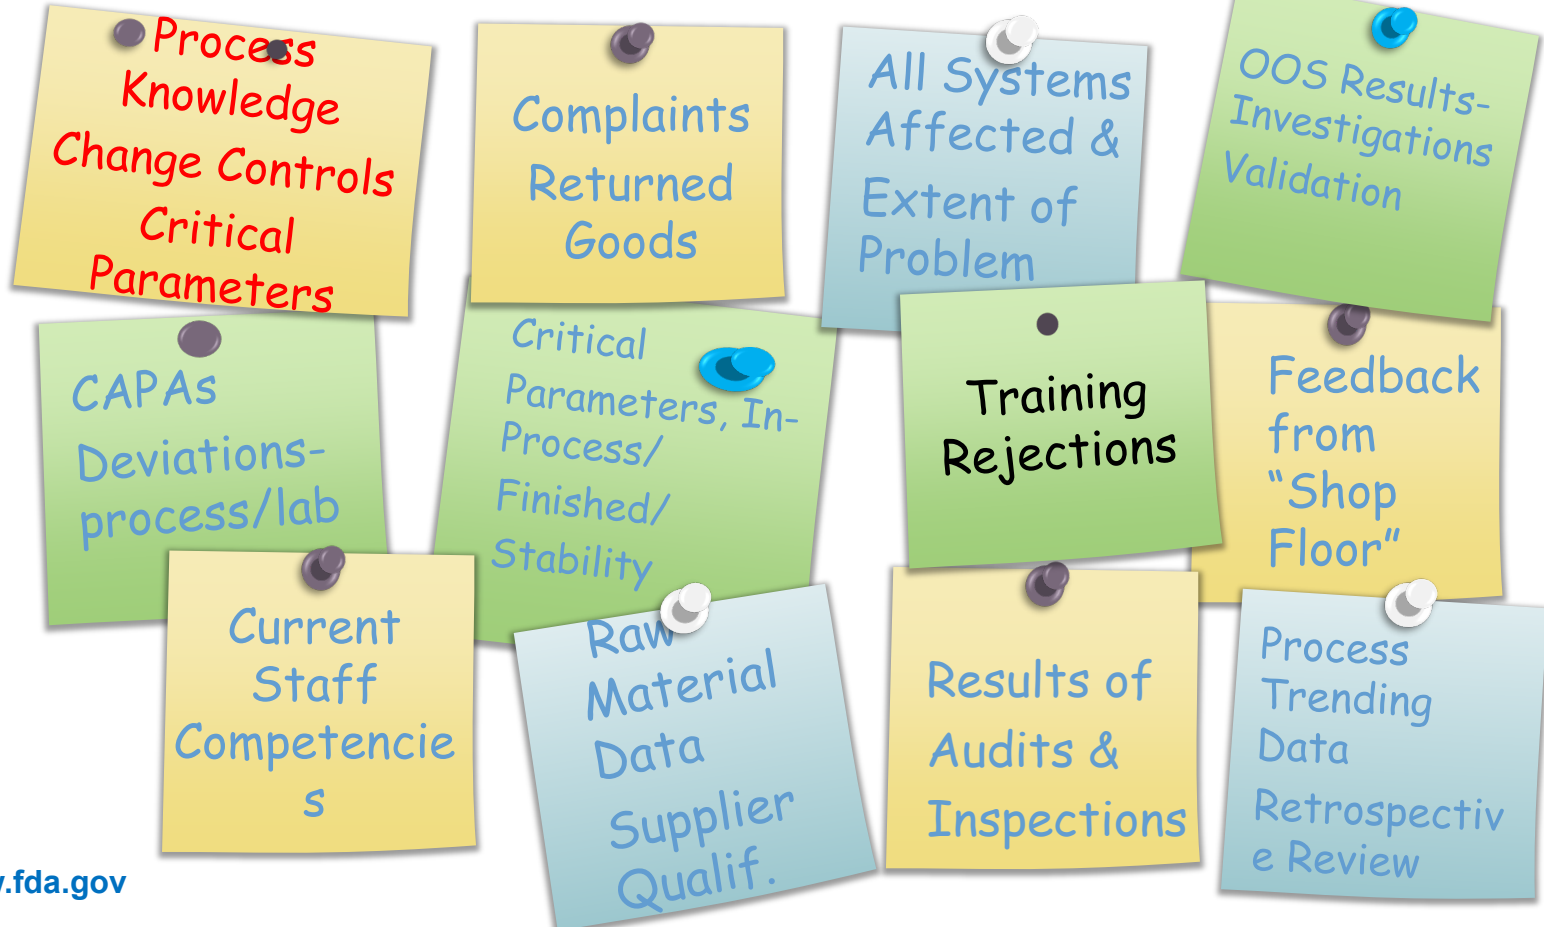 Process
Knowledge
Change Controls
Critical
Parameters
Complaints
Returned
Goods
All Systems
Affected &
Extent of
Problem
OOS Results-
Investigations
Validation
CAPAs
Deviations-
process/lab
Critical
Parameters, In-
Process/
Finished/
Stability
Training
Rejections
Feedback
from
“Shop
Floor”
Current
Staff
Competencie
s
Raw
Material
Data
Supplier
Qualif.
Results of
Audits &
Inspections
Process
Trending
Data
Retrospectiv
e Review
.fda.gov